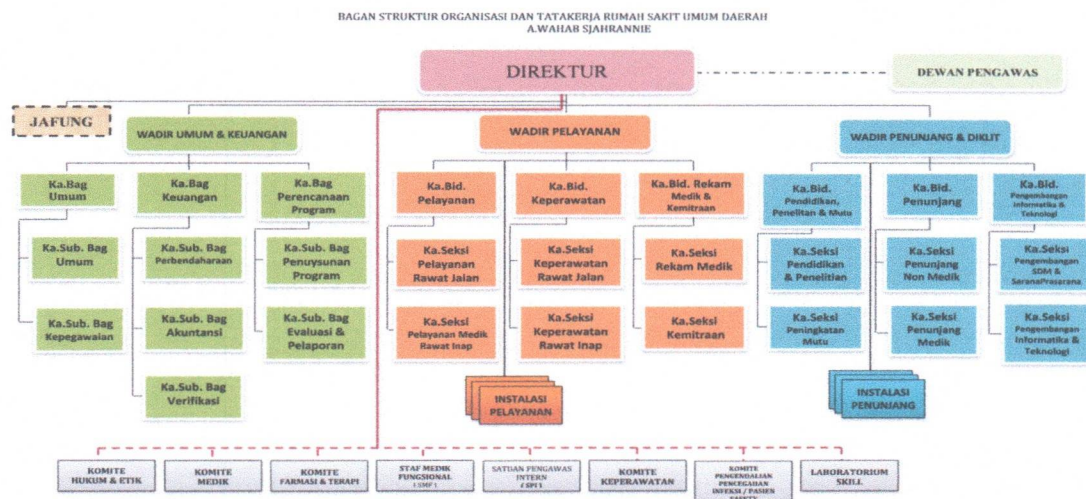 BAGAN STRUKTUR ORGANISASI DAN TATAKERJA RUMAH SAKIT UMUM DAERAH
A.WAHAB SJAHRANNIE
DIREKTUR
DEWAN PENGAWAS
JAFUNG
WADIR UMUM & KEUANGAN
WADIR PELAYANAN
WADIR PENUNJANG & DIKLIT
Ka.Bag
Umum
Ka.Bag
Keuangan
Ka.Bag
Perencanaan
Program
Ka.Bid.
Pelayanan
Ka.Bid.
Keperawatan
Ka.Bid. Rekam
Medik &
Kemitraan
Ka.Bid.
Pendidikan,
Penelitan & Mutu
Ka.Bid.
Penunjang
Ka.Bid.
Pengembangan
Informatika &
Teknologi
Ka.Sub. Bag
Umum
Ka.Sub. Bag
Perbendaharaan
Ka.Sub. Bag
Penuysunan
Program
Ka.Seksi
Pelayanan
Rawat Jalan
Ka.Seksi
Keperawatan
Rawat Jalan
Ka.Seksi
Rekam Medik
Ka.Seksi
Pendidikan
& Penelitian
Ka.Seksi
Penunjang
Non Medik
Ka.Seksi
Pengembangan
SDM &
SaranaPrasarana
Ka.Sub. Bag
Kepegawaian
Ka.Sub. Bag
Akuntansi
Ka.Sub. Bag
Evaluasi &
Pelaporan
Ka.Seksi
Pelayanan Medik
Rawat Inap
Ka.Seksi
Keperawatan
Rawat Inap
Ka.Seksi
Kemitraan
Ka.Seksi
Peningkatan
Mutu
Ka.Seksi
Penunjang
Medik
Ka.Seksi
Pengembangan
Informatika &
Teknologi
Ka.Sub. Bag
Verifikasi
INSTALASI
PELAYANAN
INSTALASI
PENUNJANG
KOMITE
HUKUM & ETIK
KOMITE
MEDIK
KOMITE
FARMASI & TERAPI
STAF MEDIK
FUNGSIONAL
( SMF )
SATUAN PENGAWAS
INTERN
( SPI )
KOMITE
KEPERAWATAN
KOMITE
PENGENDALIAN
PENCEGAHAN
INFEKSI / PASIEN
LABORATORIUM
SKILL